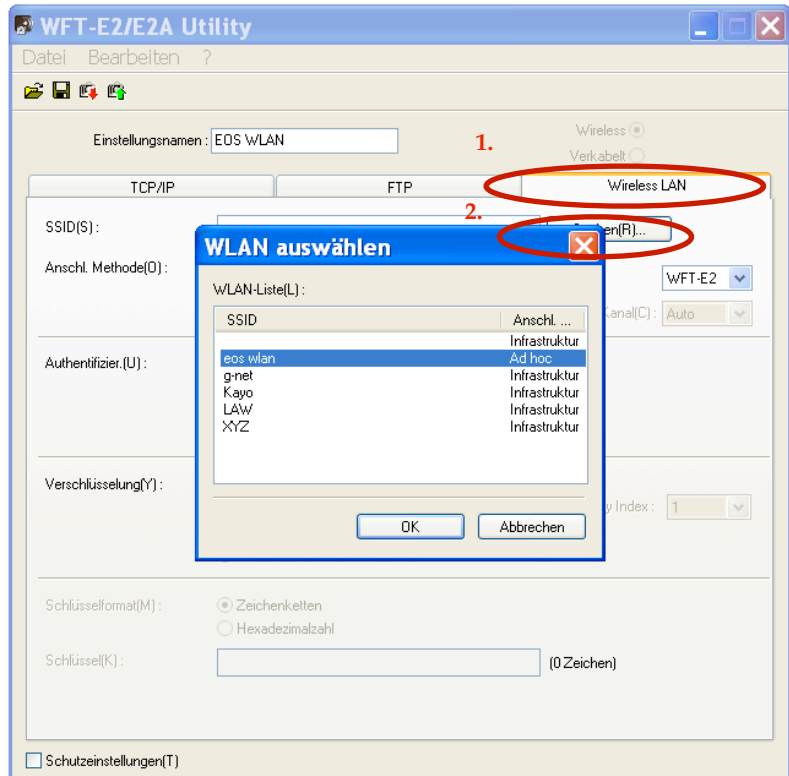 WFT-E2/E2A Utility
Datei Bearbeiten ?
Einstellungsnamen : EOS WLAN
1.
Wireless
Verkabelt
TCP/IP FTP Wireless LAN
SSID(S) :
2.
WLAN auswählen
Anschl. Methode(O) :
WFT-E2
WLAN-Liste(L) :
Kanal(C) : Auto
SSID Anschl. ...
Infrastruktur
eos wlan Ad hoc
g-net Infrastruktur
Kayo Infrastruktur
LAW Infrastruktur
XYZ Infrastruktur
Authentifizier.(U) :
Verschlüsselung(Y) :
Index : 1
OK Abbrechen
Schlüsselformat(M) : Zeichenketten
Hexadezimalzahl
Schlüssel(K) : (0 Zeichen)
Schutzeinstellungen(T)